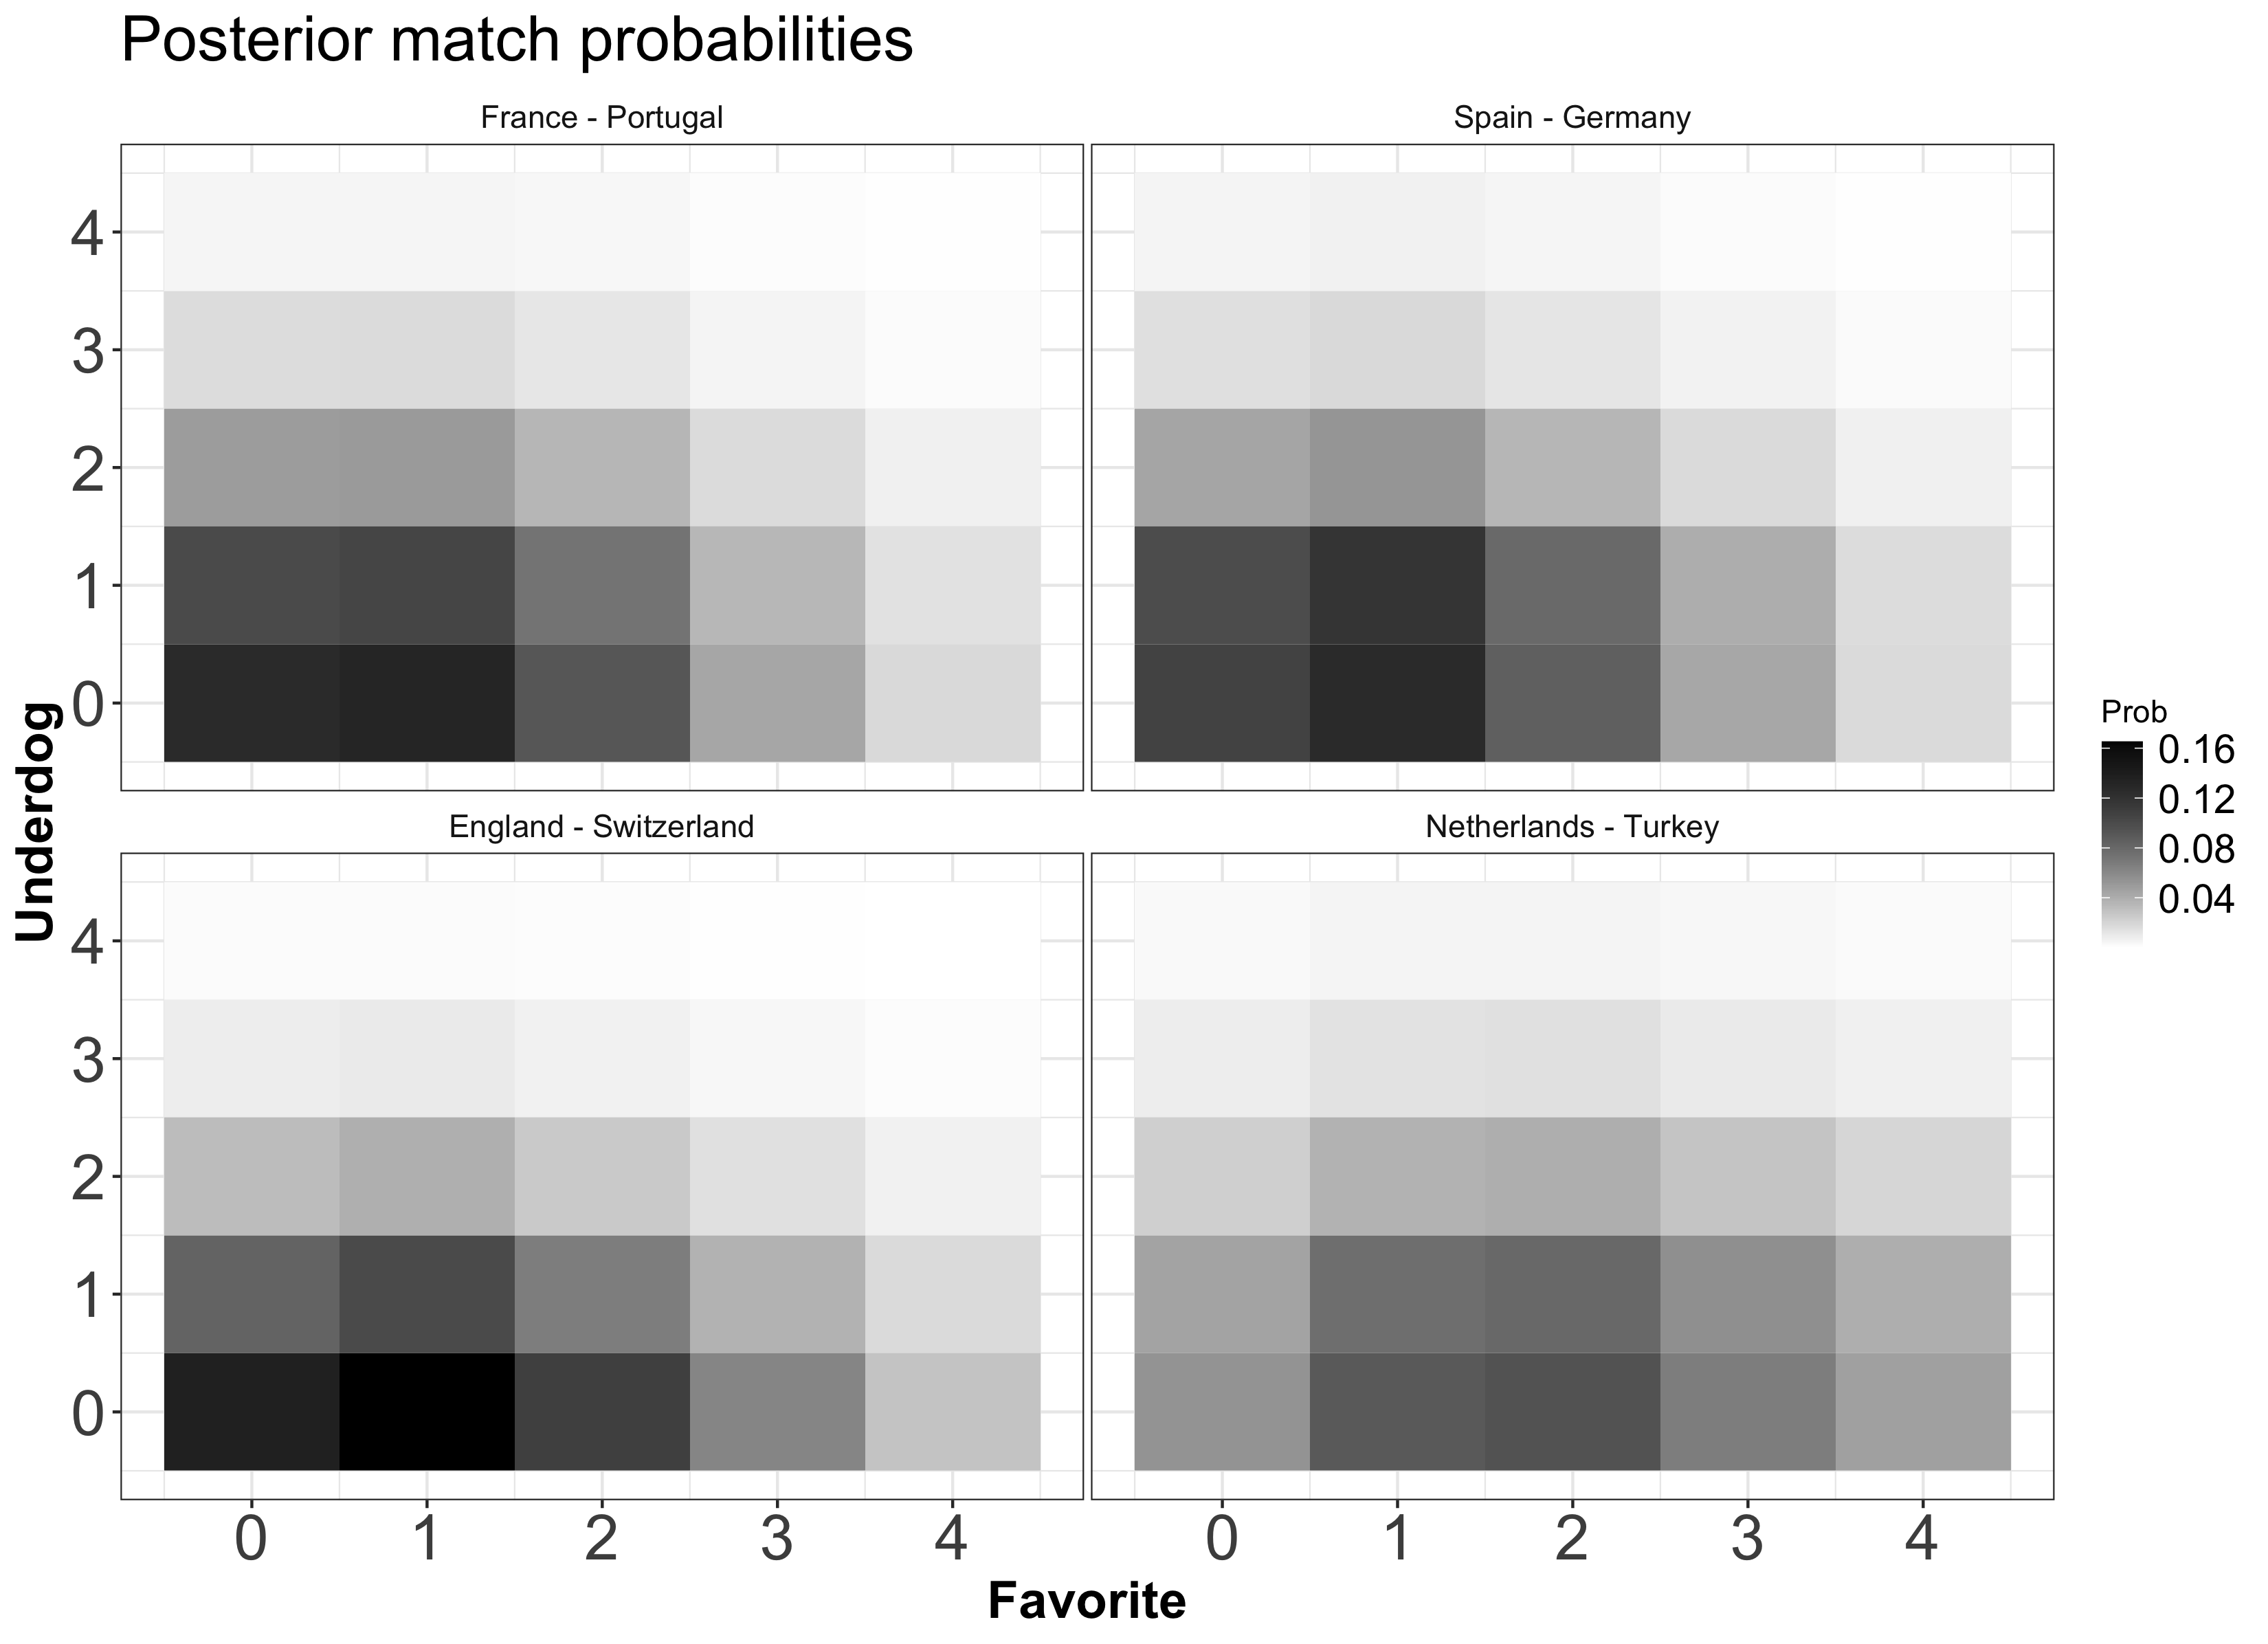 Posterior match probabilities
France - Portugal
Spain - Germany
4
3
2
1
0
England - Switzerland
Netherlands - Turkey
4
3
2
1
0
0 1 2 3 4
0 1 2 3 4
Favorite
Underdog
Prob
0.16
0.12
0.08
0.04